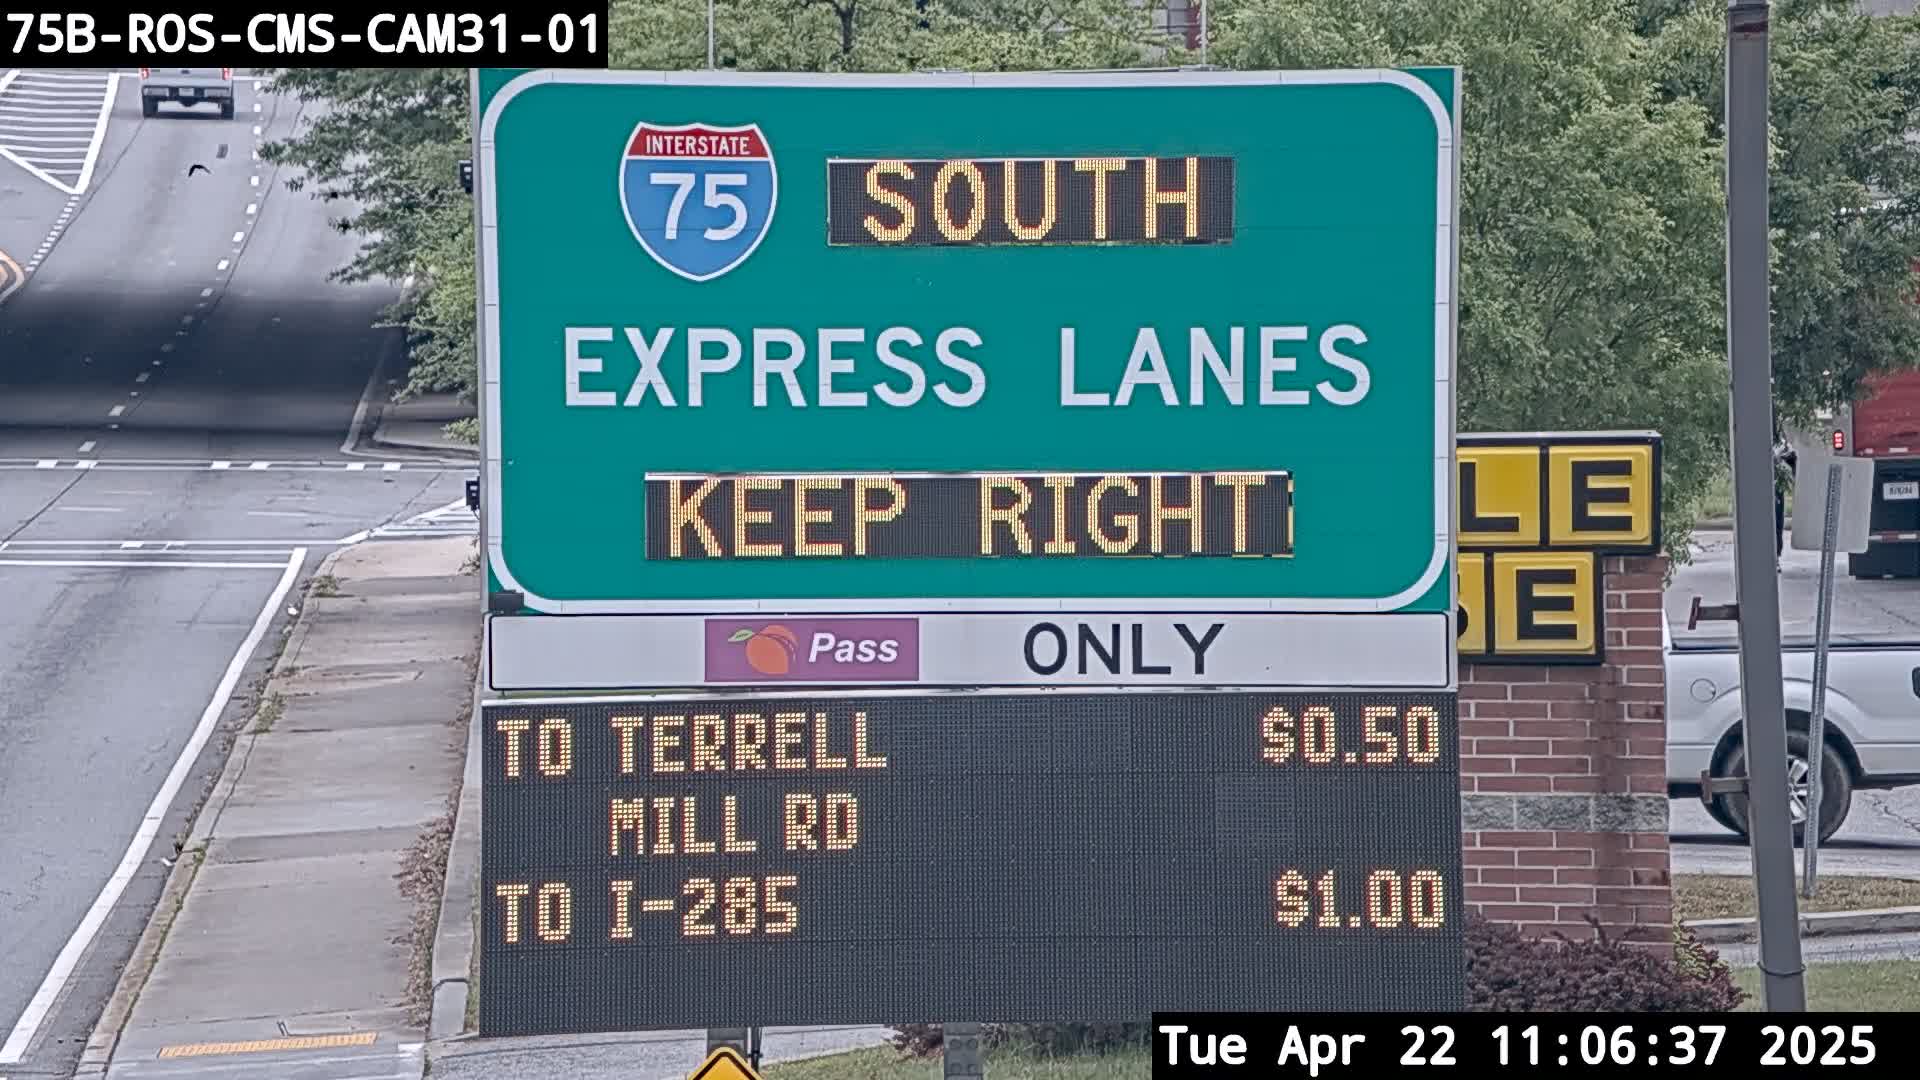 75B-ROS-CMS-CAM31-01
INTERSTATE
75
SOUTH
EXPRESS LANES
KEEP RIGHT
LE
E
Pass ONLY
TO TERRELL $0.50
MILL RD
TO I-285 $1.00
Tue Apr 22 11:06:37 2025